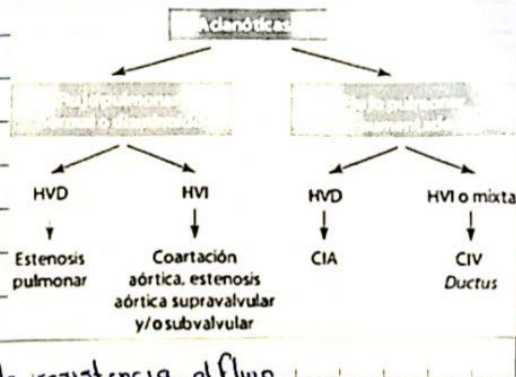 Acianóticas
pulmonar
HVD
HVI
HVD
HVI o mixta
Estenosis
pulmonar
Coartación
aórtica, estenosis
aórtica supravalvular
y/o subvalvular
CIA
CIV
Ductus
resistencia al flujo